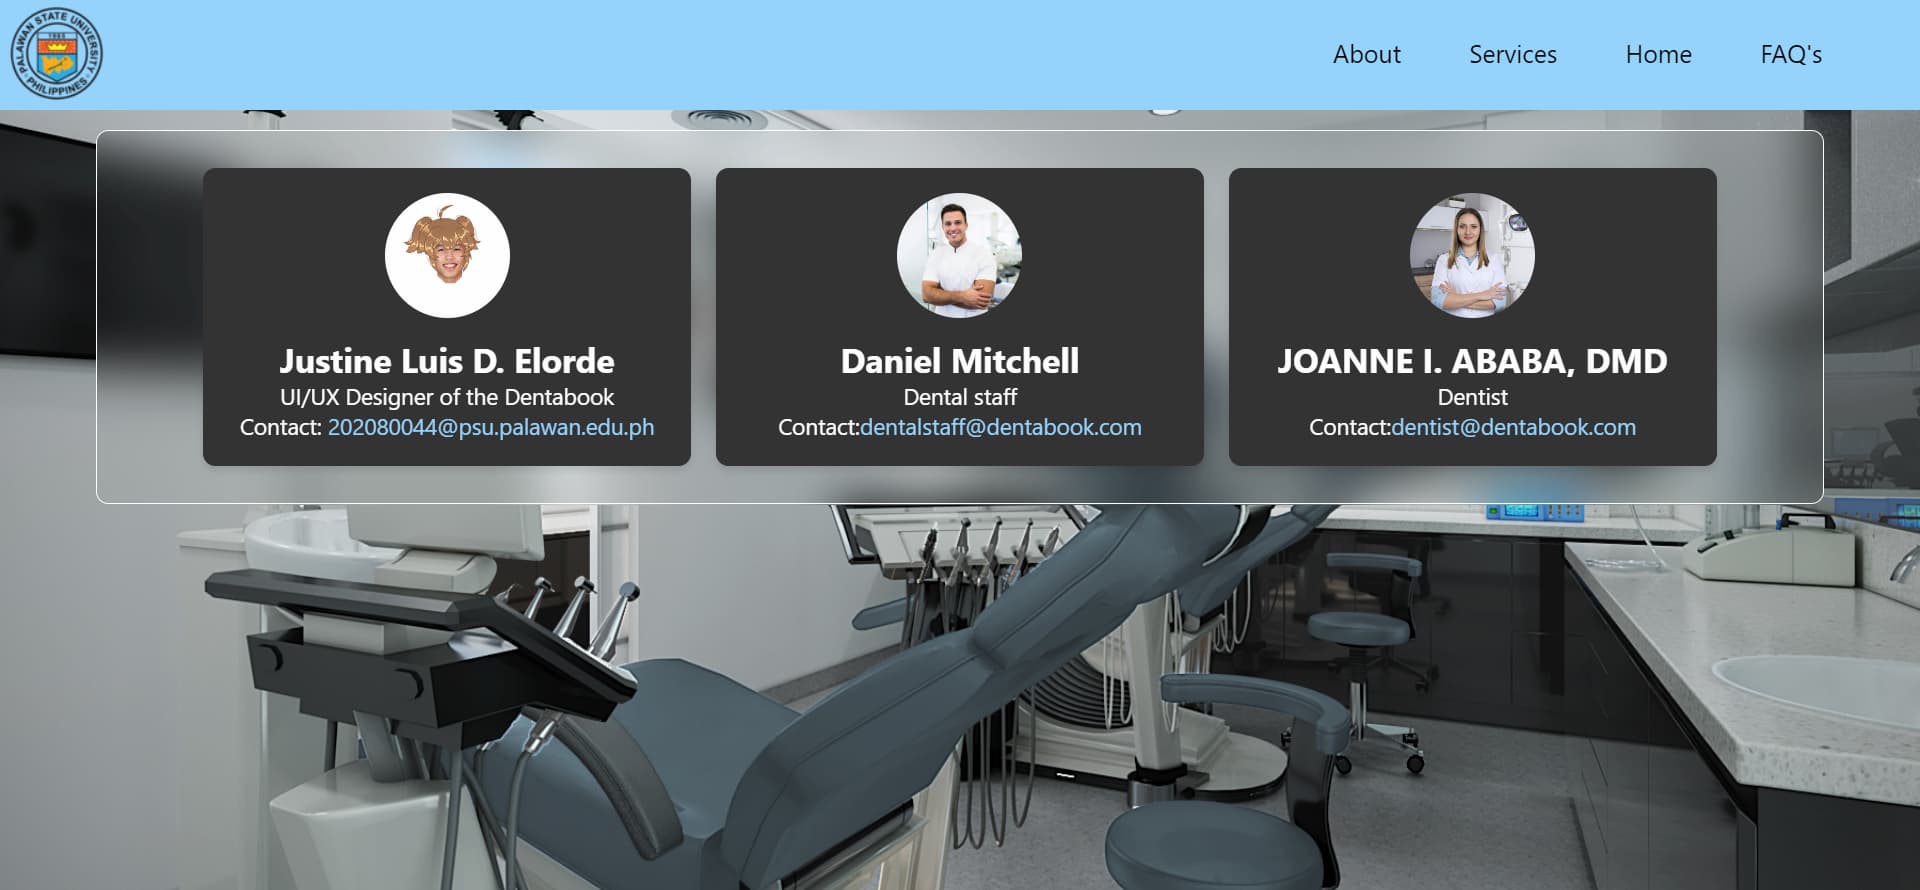 PALAWAN STATE UNIVERSITY
1965
PHILIPPINES
About
Services
Home
FAQ's
Justine Luis D. Elorde
UI/UX Designer of the Dentabook
Contact: 202080044@psu.palawan.edu.ph
Daniel Mitchell
Dental staff
Contact:dentalstaff@dentabook.com
JOANNE I. ABABA, DMD
Dentist
Contact:dentist@dentabook.com